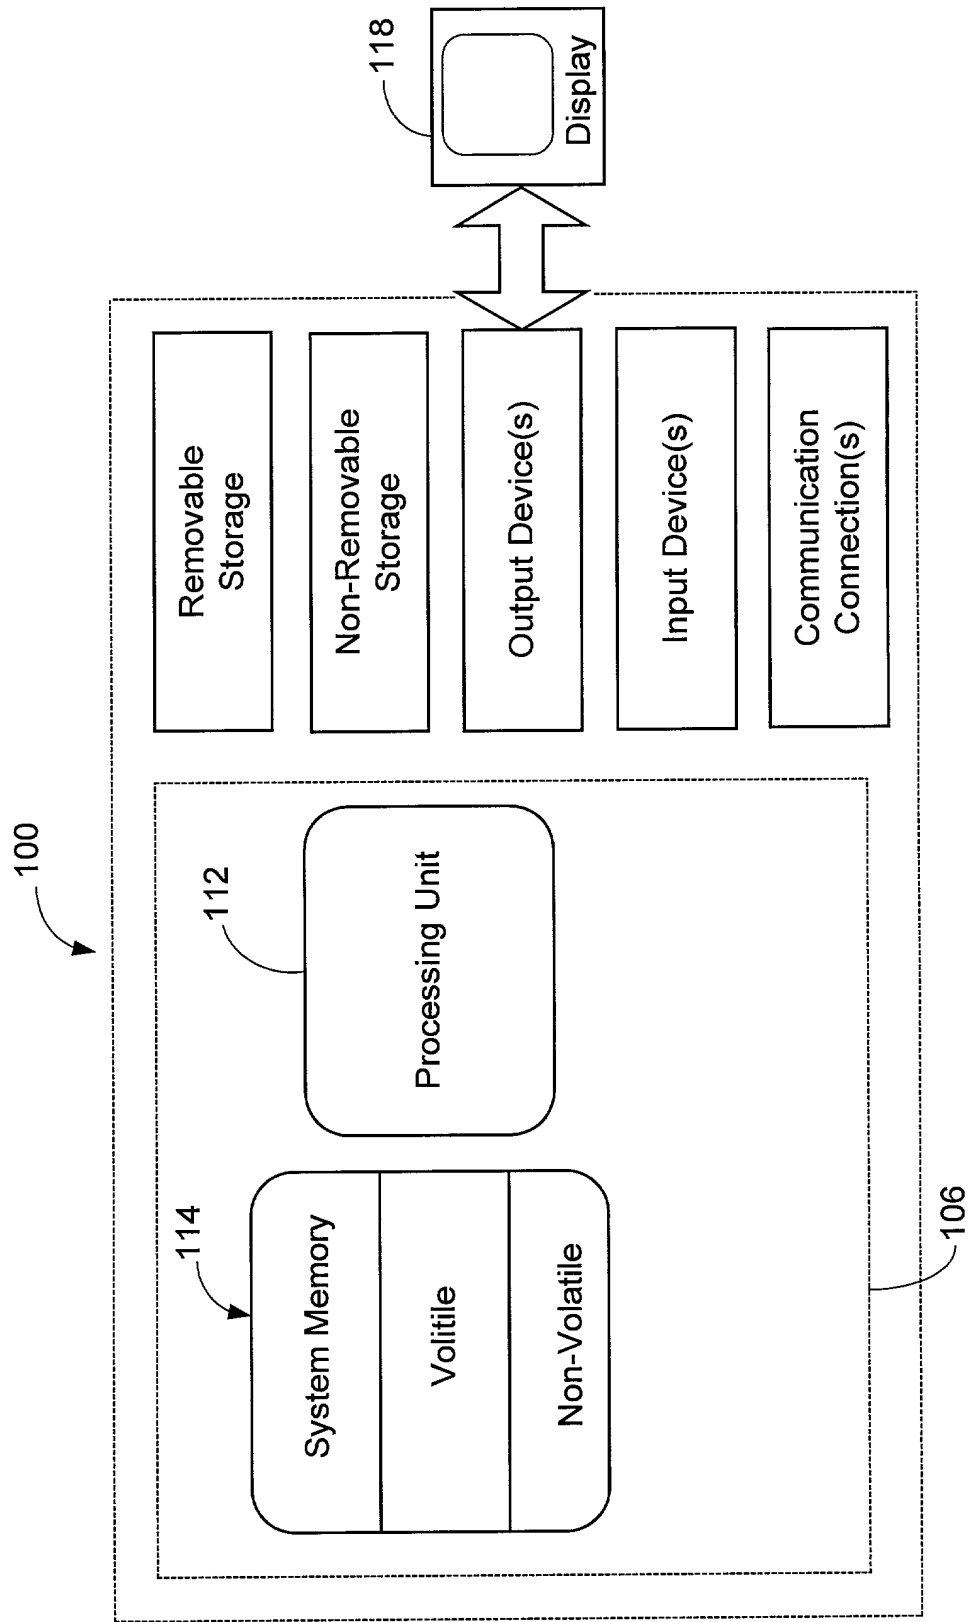 100
106
114
System Memory
Volitile
Non-Volatile
112
Processing Unit
Removable
Storage
Non-Removable
Storage
Output Device(s)
Input Device(s)
Communication
Connection(s)
118
Display